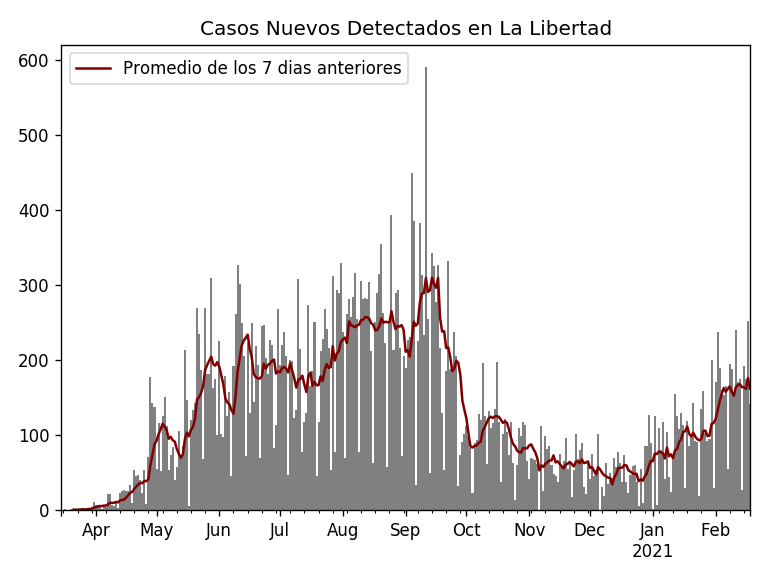 Casos Nuevos Detectados en La Libertad
Promedio de los 7 dias anteriores
600
500
400
300
200
100
0
Apr May Jun Jul Aug Sep Oct Nov Dec Jan Feb
2021